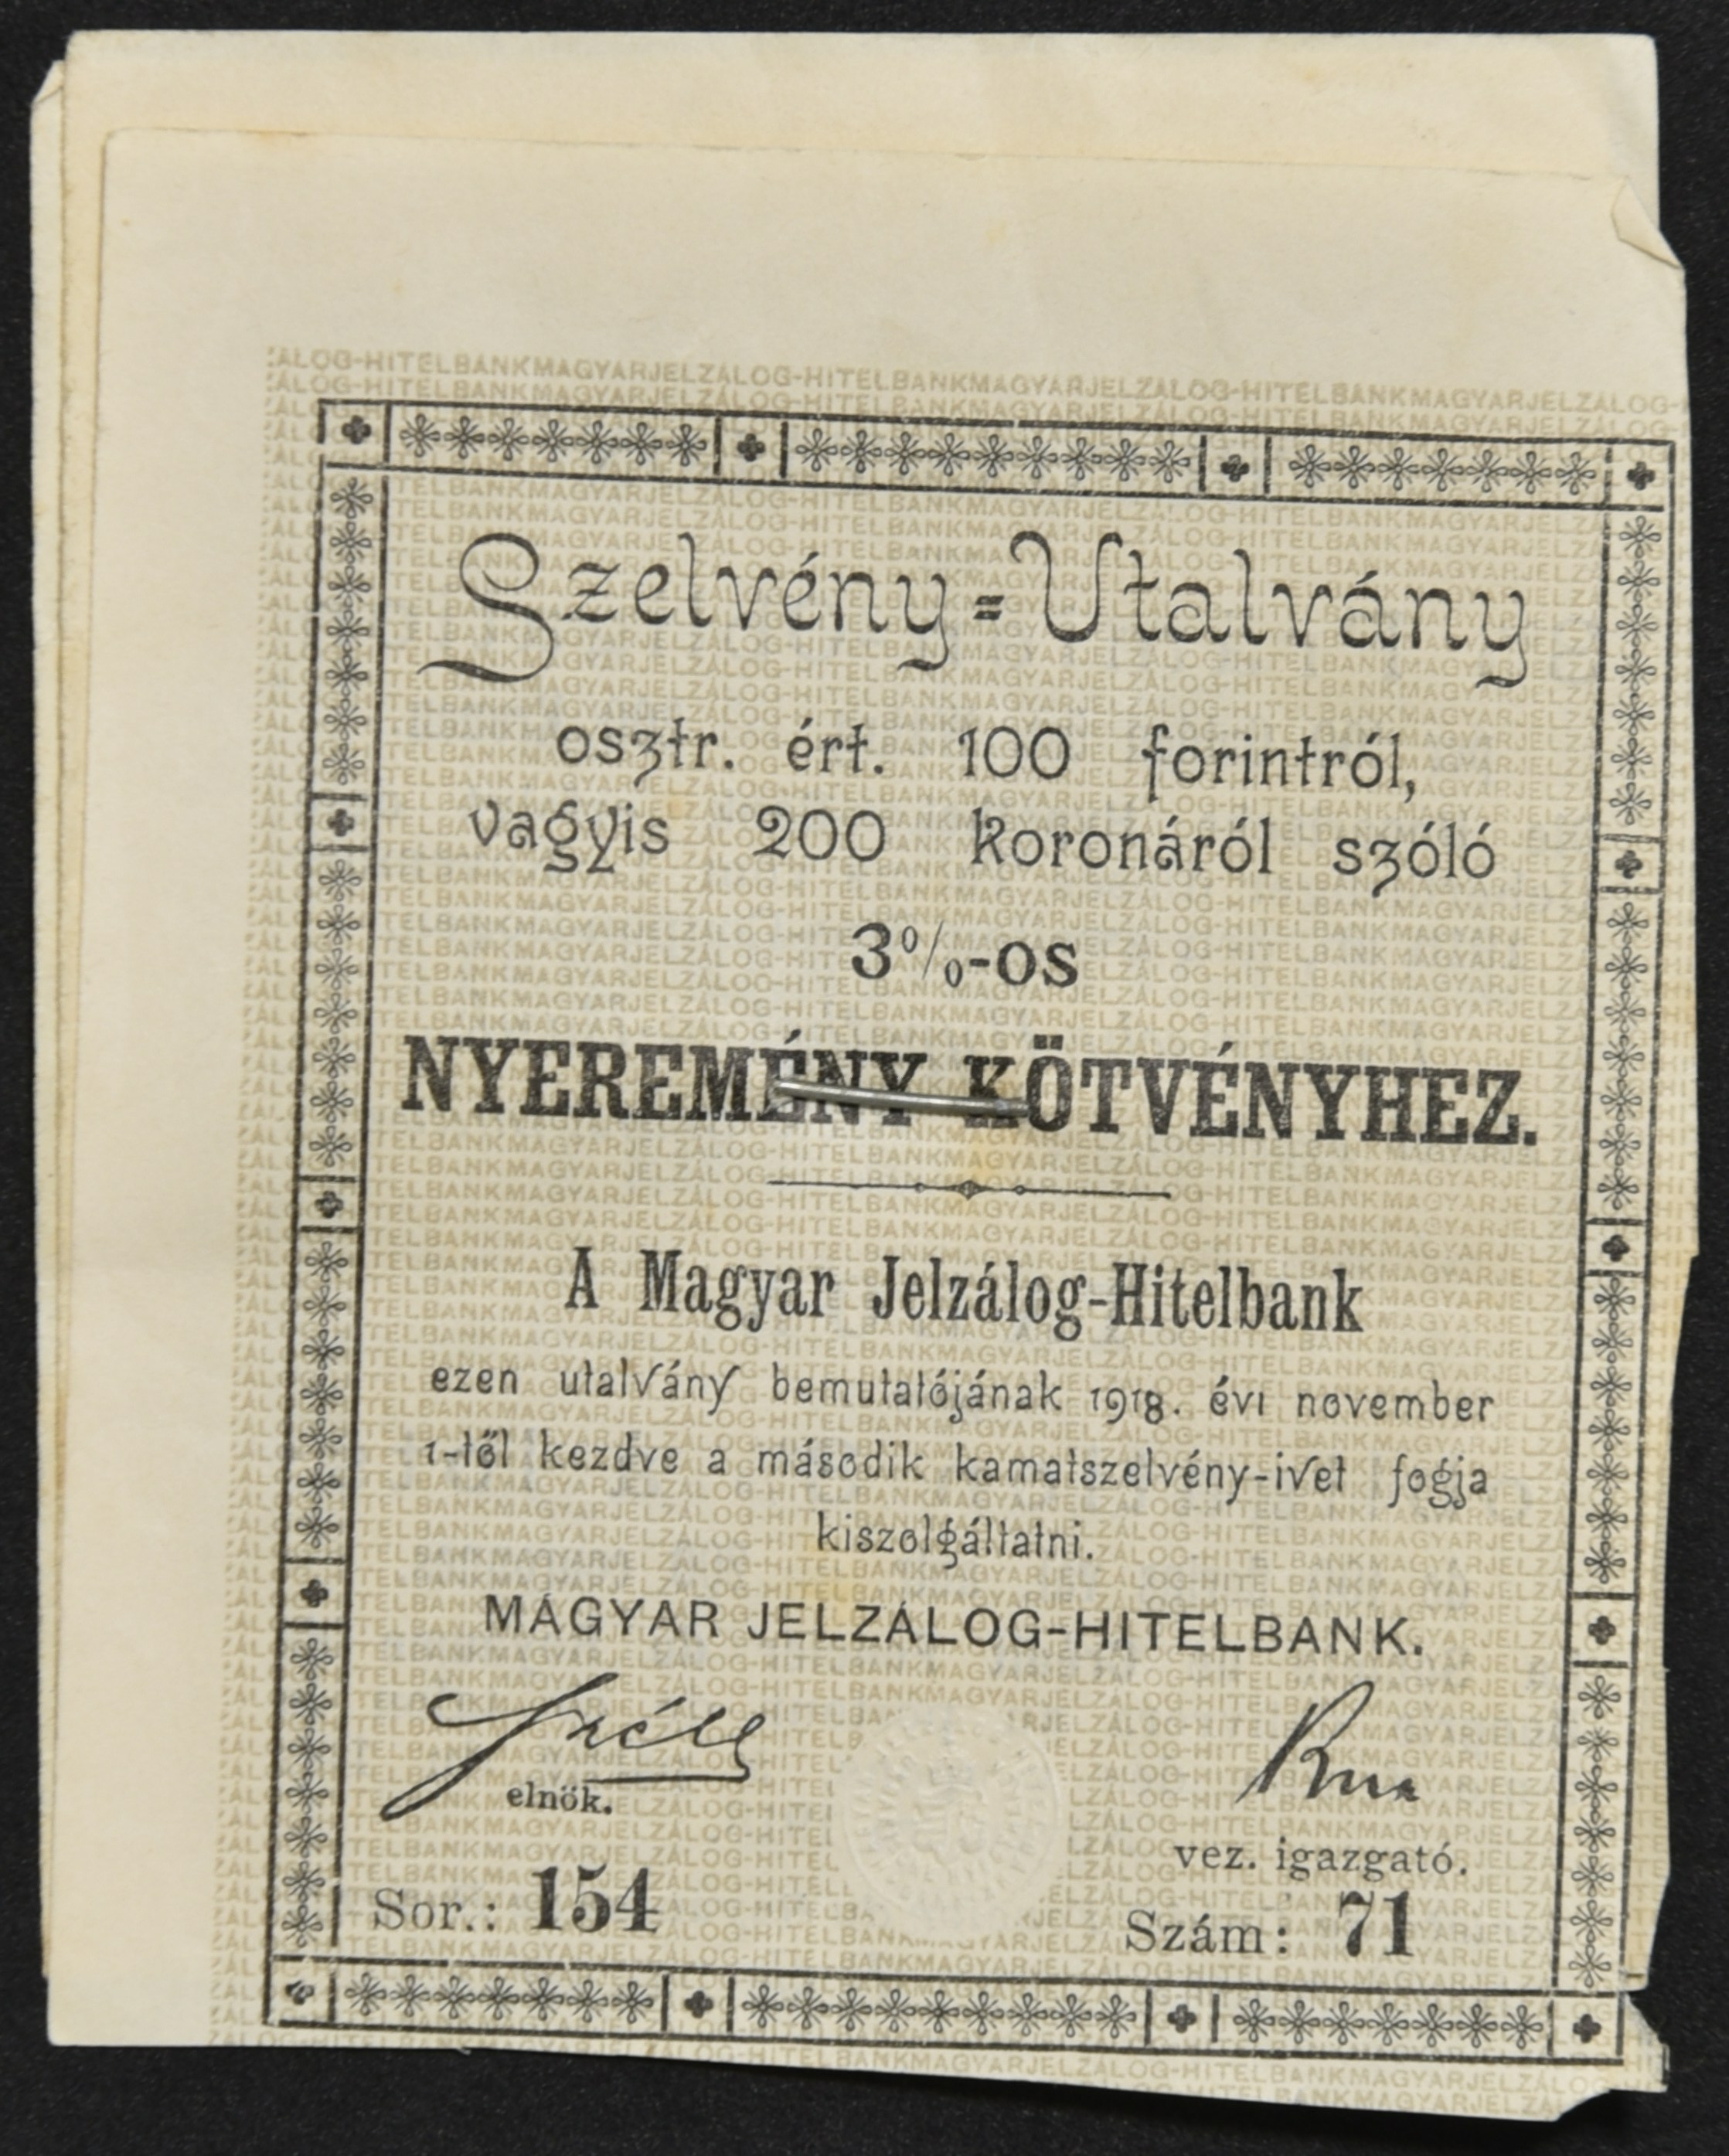 Szelvény-Utalvány
osztr. ért. 100 forintról,
vagyis 200 koronáról szóló
3%-os
NYEREMÉNY KÖTVÉNYHEZ.
A Magyar Jelzálog-Hitelbank
ezen utalvány bemutatójának 1918. évi november
1-től kezdve a második kamatszelvény-ivet fogja
kiszolgáltatni.
MAGYAR JELZÁLOG-HITELBANK.
Széll
elnök.
vez. igazgató.
Sor.: 154
Szám: 71